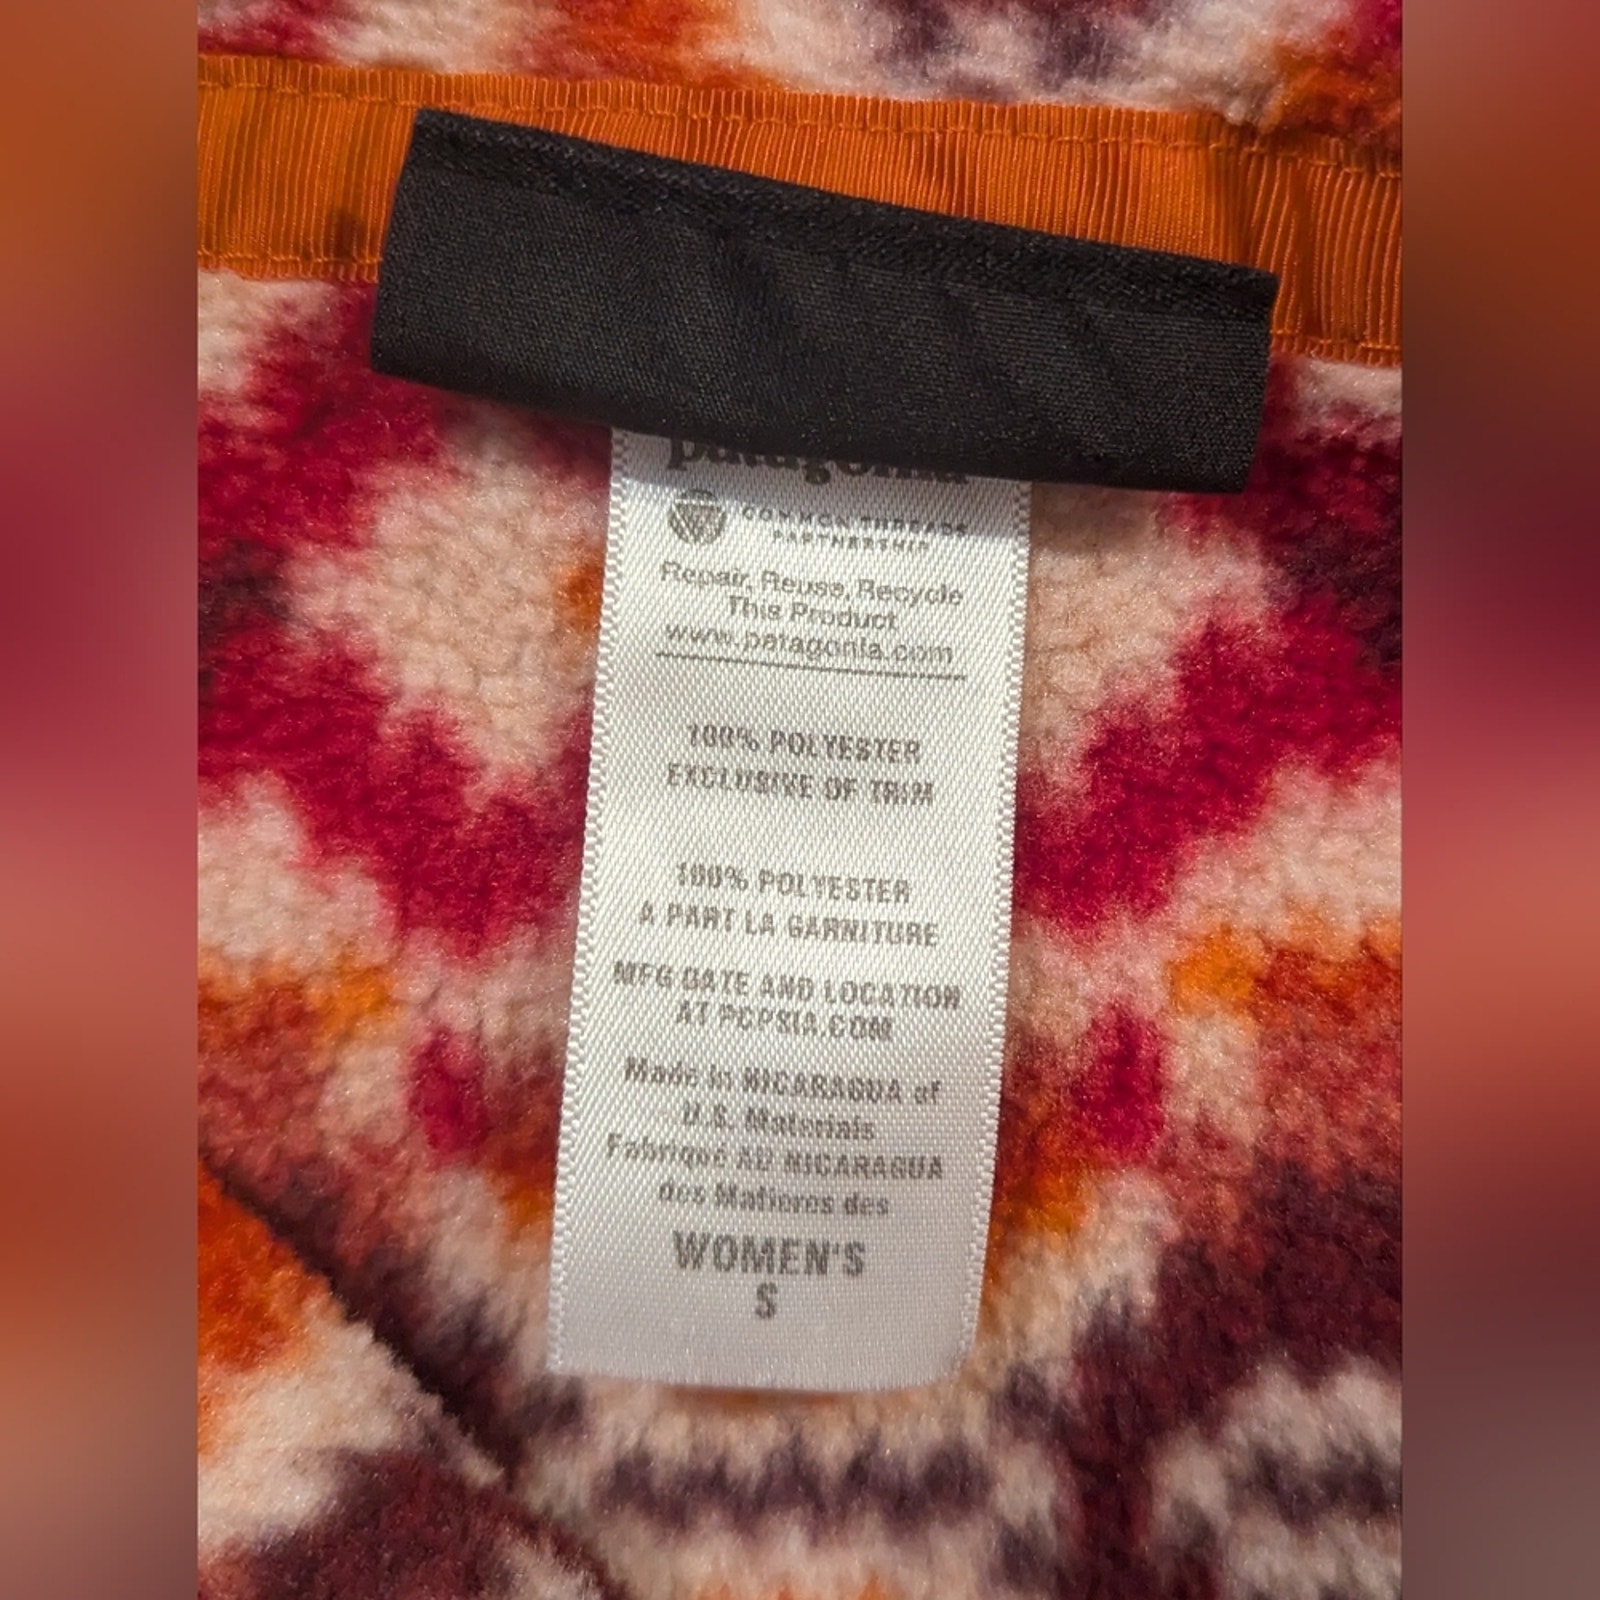 patagonia
COMMON THREADS
PARTNERSHIP
Repair, Reuse, Recycle
This Product
www.patagonia.com
100% POLYESTER
EXCLUSIVE OF TRIM
100% POLYESTER
A PART LA GARNITURE
MFG DATE AND LOCATION
AT PCPSIA.COM
Made in NICARAGUA of
U.S. Materials
Fabriqué AU NICARAGUA
des Matieres des
WOMEN'S
S